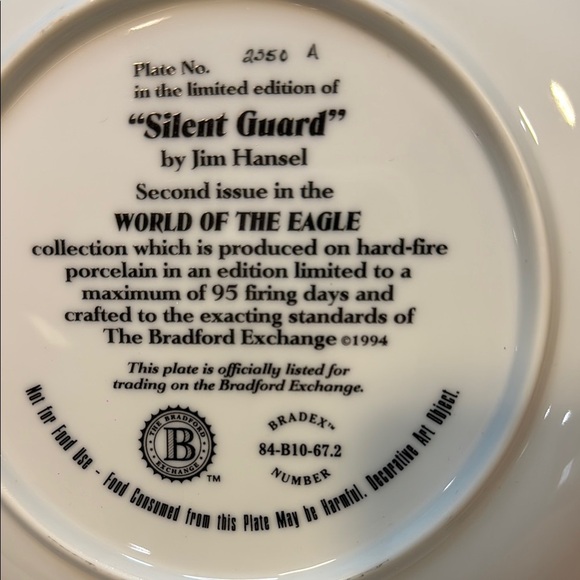 Plate No. 2350 A
in the limited edition of
“Silent Guard”
by Jim Hansel
Second issue in the
WORLD OF THE EAGLE
collection which is produced on hard-fire
porcelain in an edition limited to a
maximum of 95 firing days and
crafted to the exacting standards of
The Bradford Exchange ©1994
This plate is officially listed for
trading on the Bradford Exchange.
THE BRADFORD
B
EXCHANGE
TM
BRADEX™
84-B10-67.2
NUMBER
Not for Food Use - Food Consumed from this Plate May be Harmful. Decorative Art Object.